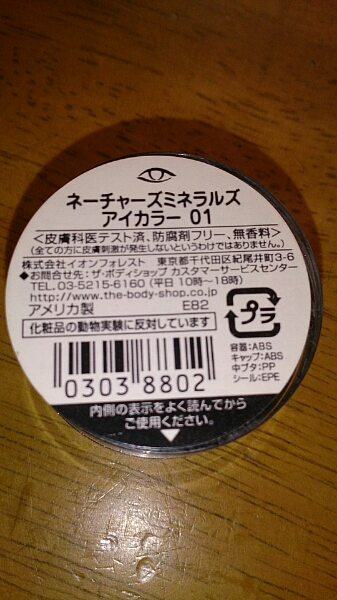 ネーチャーズミネラルズ
アイカラー 01
<皮膚科医テスト済、防腐剤フリー、無香料>
(全ての方に皮膚刺激が発生しないというわけではありません。)
株式会社イオンフォレスト 東京都千代田区紀尾井町3-6
◆お問合せ先：ザ・ボディショップ カスタマーサービスセンター
TEL.03-5215-6160 (平日 10時〜18時)
http://www.the-body-shop.co.jp
アメリカ製 E82
化粧品の動物実験に反対しています
プラ
容器：ABS
キャップ：ABS
中ブタ：PP
シール：EPE
0303 8802
内側の表示をよく読んでから
ご使用ください。